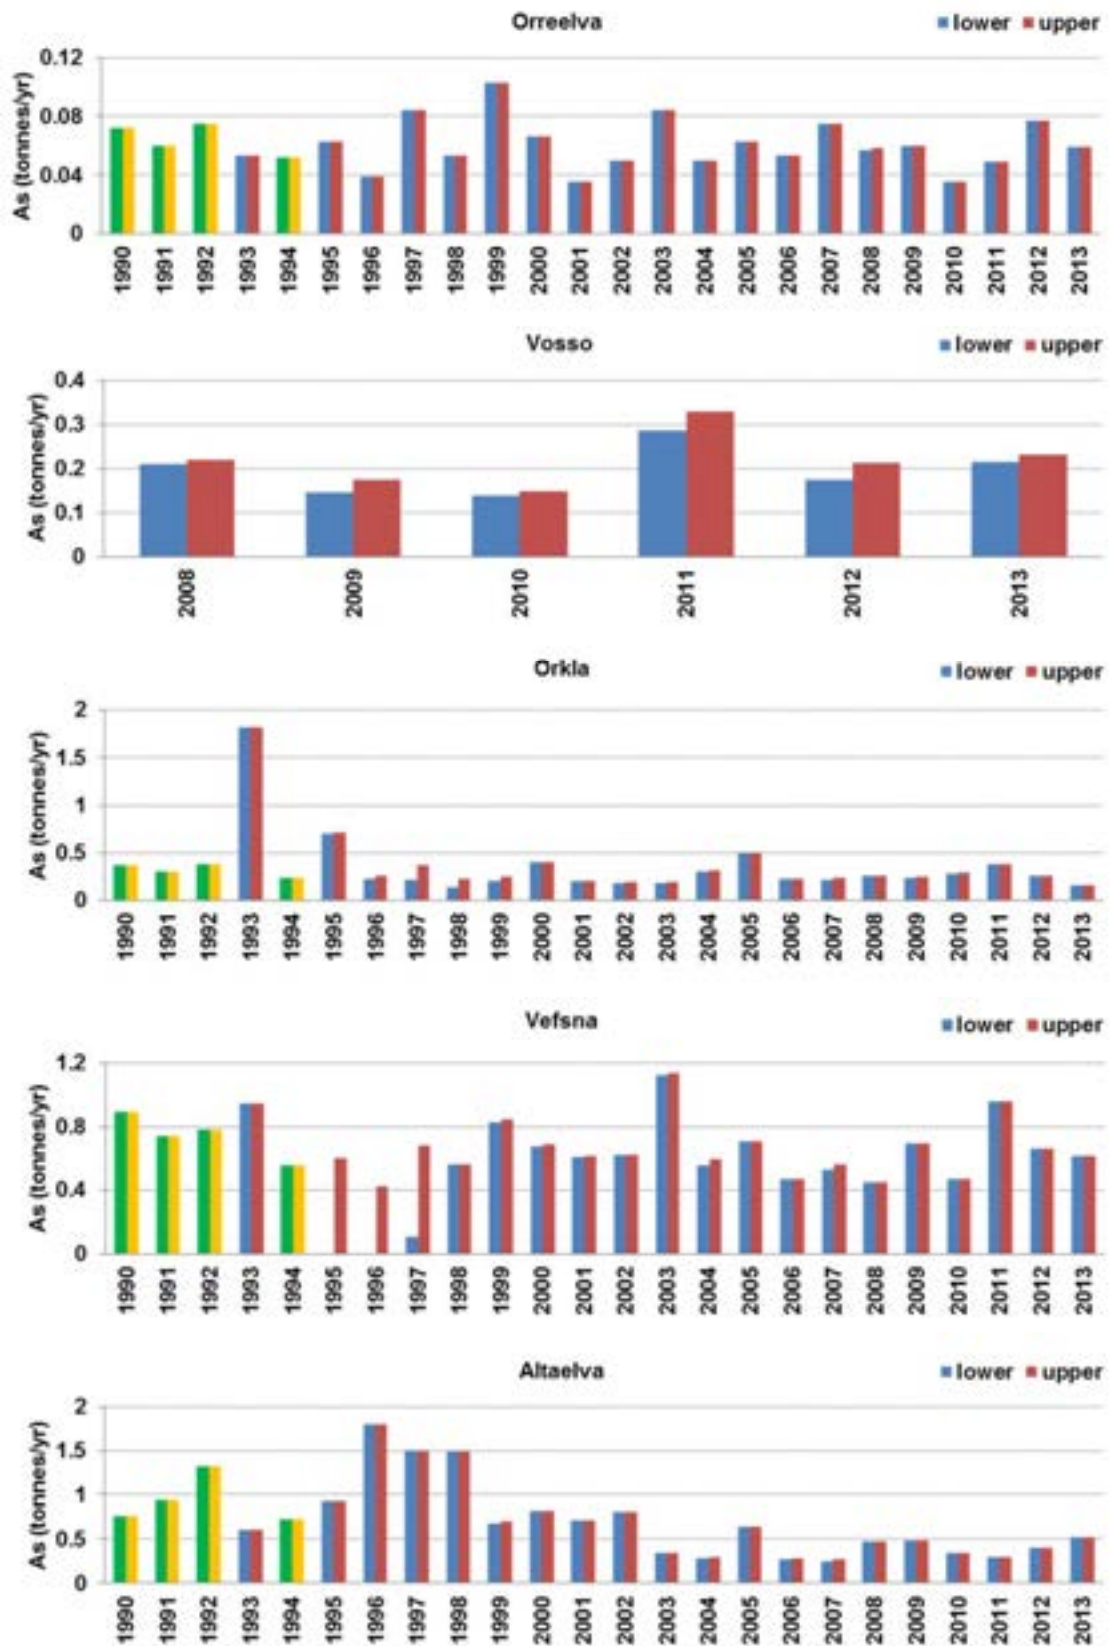 Orreelva
lower upper
As (tonnes/yr)
0.12
0.08
0.04
0
1990 1991 1992 1993 1994 1995 1996 1997 1998 1999 2000 2001 2002 2003 2004 2005 2006 2007 2008 2009 2010 2011 2012 2013
Vosso
lower upper
As (tonnes/yr)
0.4
0.3
0.2
0.1
0
2008 2009 2010 2011 2012 2013
Orkla
lower upper
As (tonnes/yr)
2
1.5
1
0.5
0
1990 1991 1992 1993 1994 1995 1996 1997 1998 1999 2000 2001 2002 2003 2004 2005 2006 2007 2008 2009 2010 2011 2012 2013
Vefsna
lower upper
As (tonnes/yr)
1.2
0.8
0.4
0
1990 1991 1992 1993 1994 1995 1996 1997 1998 1999 2000 2001 2002 2003 2004 2005 2006 2007 2008 2009 2010 2011 2012 2013
Altaelva
lower upper
As (tonnes/yr)
2
1.5
1
0.5
0
1990 1991 1992 1993 1994 1995 1996 1997 1998 1999 2000 2001 2002 2003 2004 2005 2006 2007 2008 2009 2010 2011 2012 2013